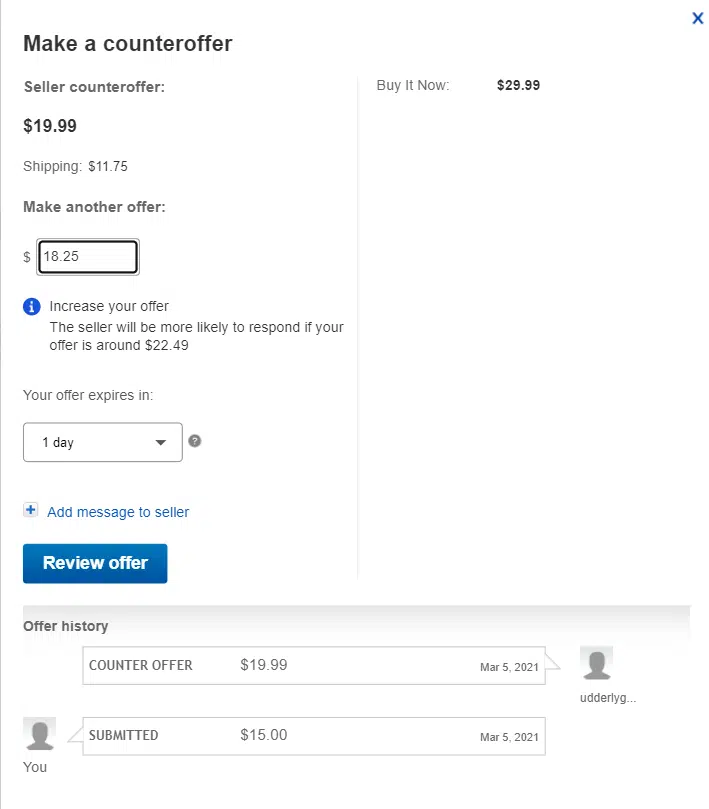 X
Make a counteroffer
Seller counteroffer:
Buy It Now: $29.99
$19.99
Shipping: $11.75
Make another offer:
$ 18.25
i Increase your offer
The seller will be more likely to respond if your
offer is around $22.49
Your offer expires in:
1 day ?
+ Add message to seller
Review offer
Offer history
COUNTER OFFER $19.99 Mar 5, 2021
udderlyg...
SUBMITTED $15.00 Mar 5, 2021
You